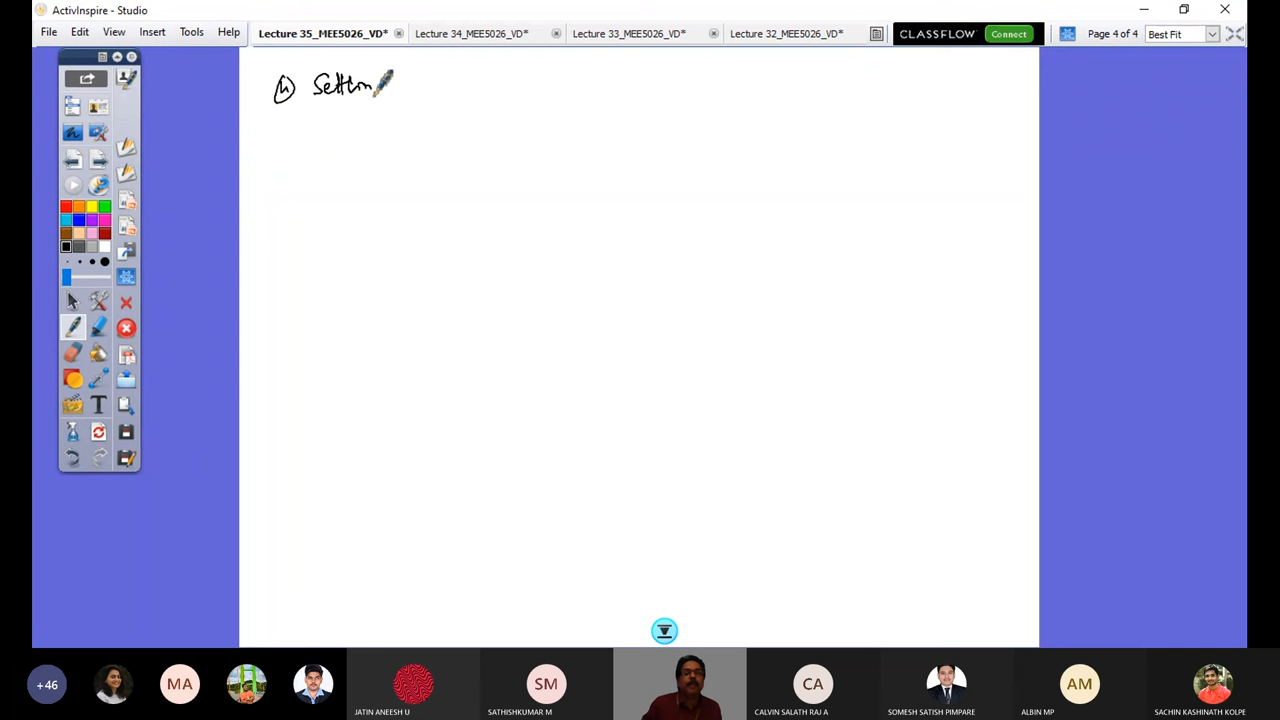 ActivInspire - Studio
File Edit View Insert Tools Help
Lecture 35_MEE5026_VD* Lecture 34_MEE5026_VD* Lecture 33_MEE5026_VD* Lecture 32_MEE5026_VD* CLASSFLOW Connect Page 4 of 4 Best Fit
Settin
T
+46 MA SM CA AM
JATIN ANEESH U SATHISHKUMAR M CALVIN SALATH RAJ A SOMESH SATISH PIMPARE ALBIN MP SACHIN KASHINATH KOLPE